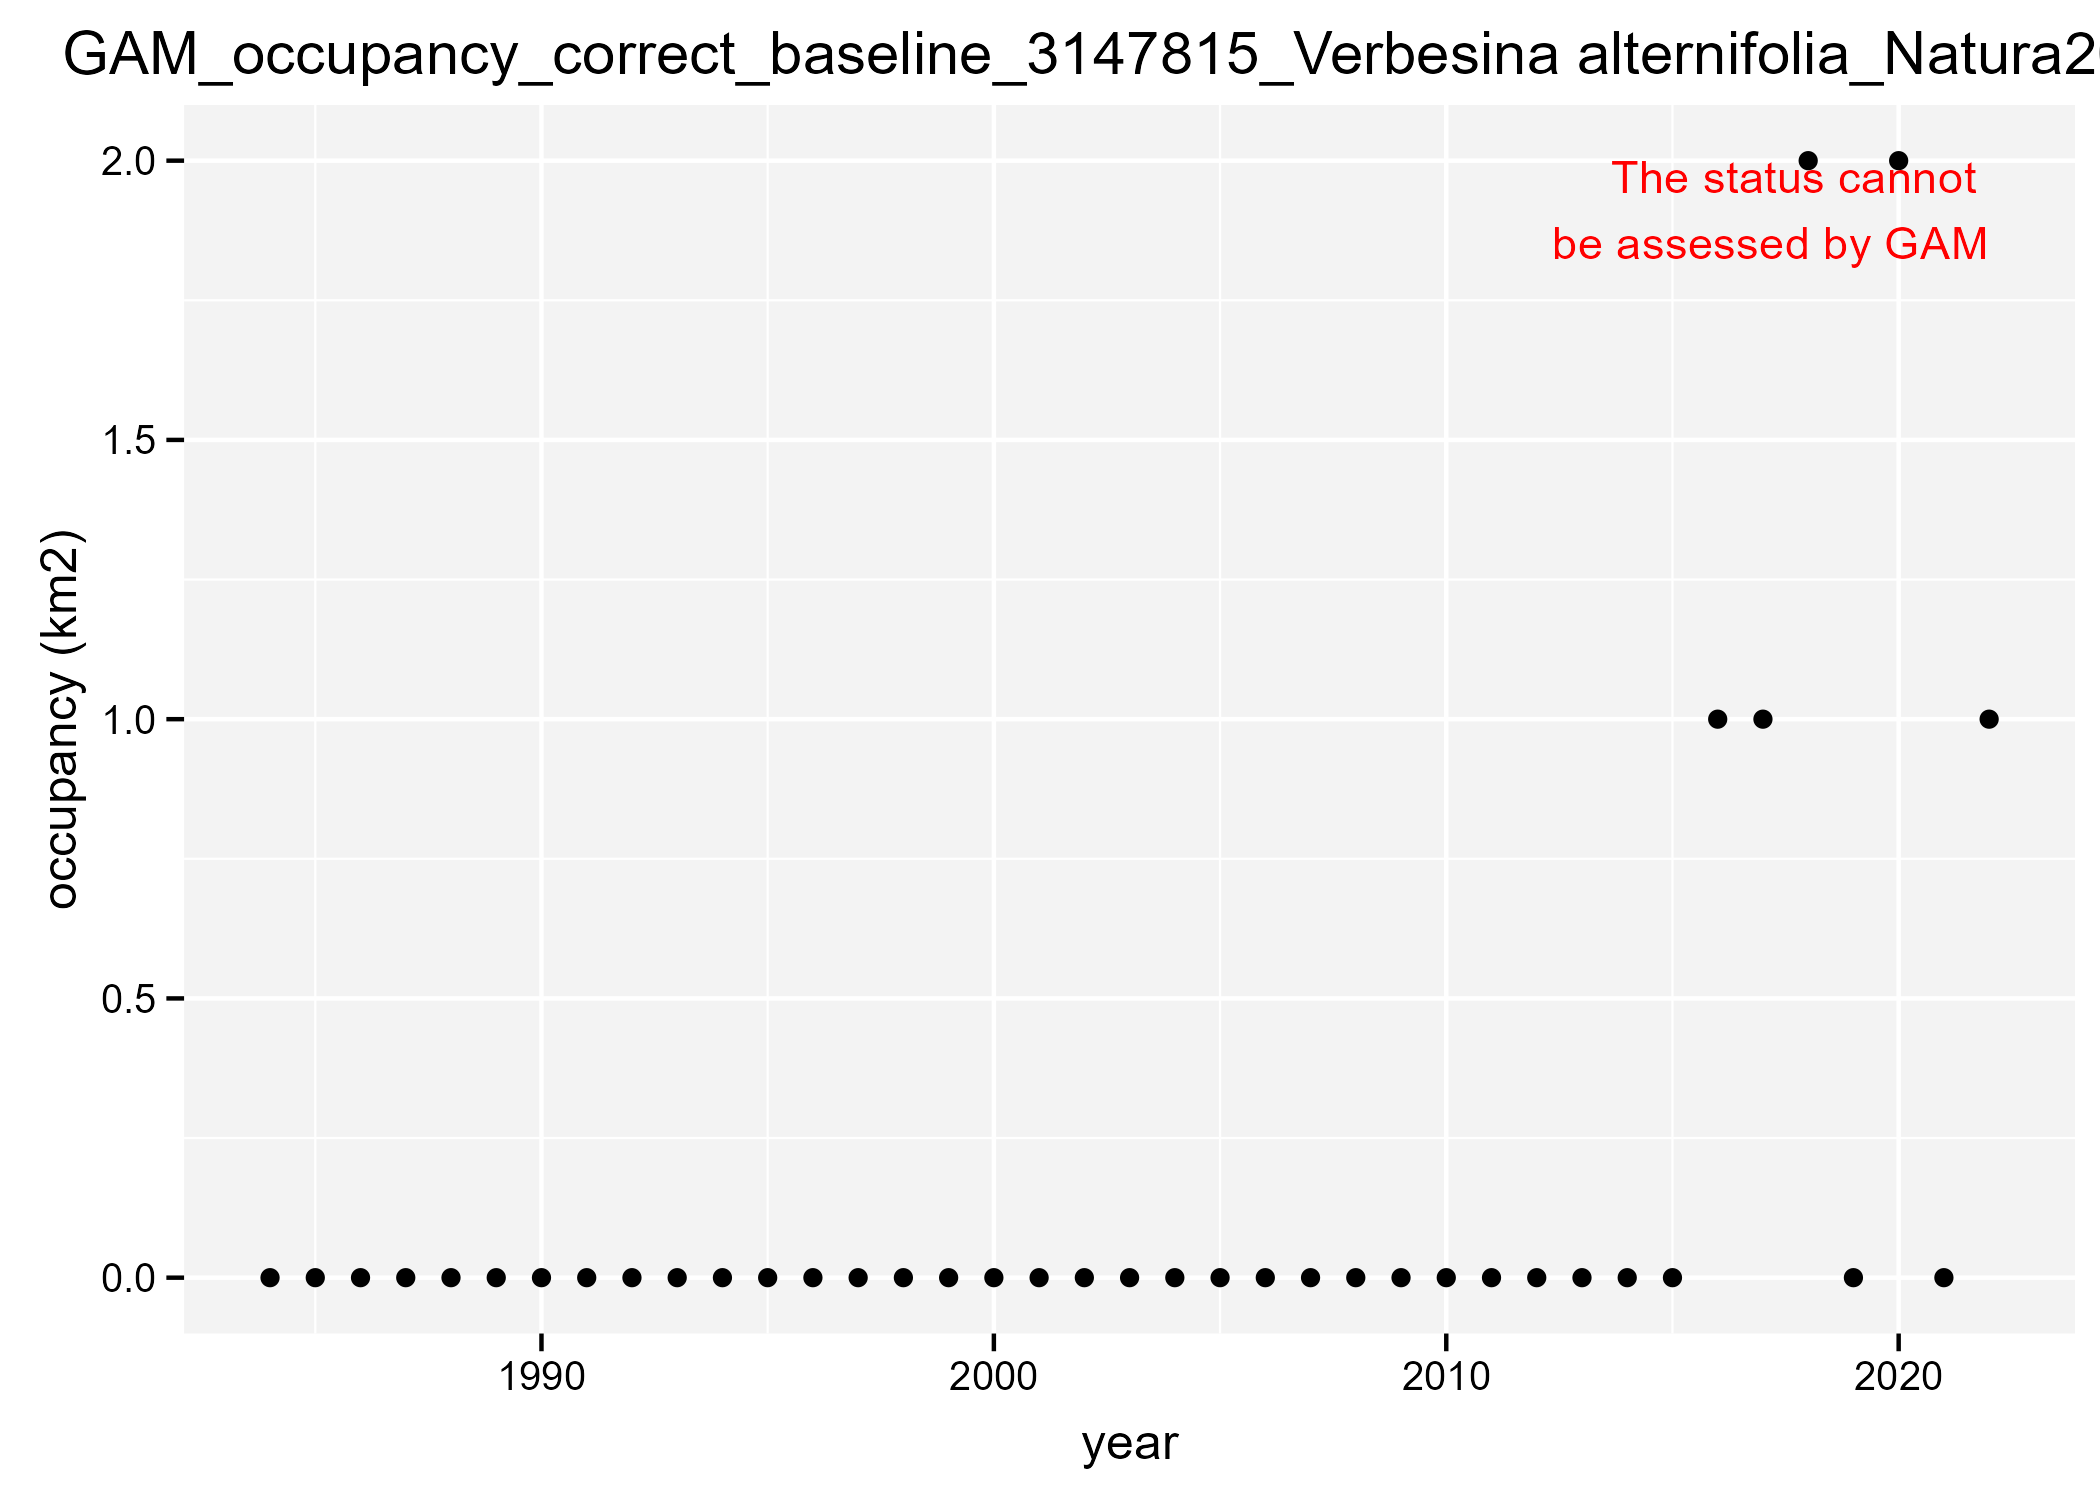 GAM_occupancy_correct_baseline_3147815_Verbesina alternifolia_Natura2
2.0
The status cannot
be assessed by GAM
1.5
occupancy (km2)
1.0
0.5
0.0
1990 2000 2010 2020
year